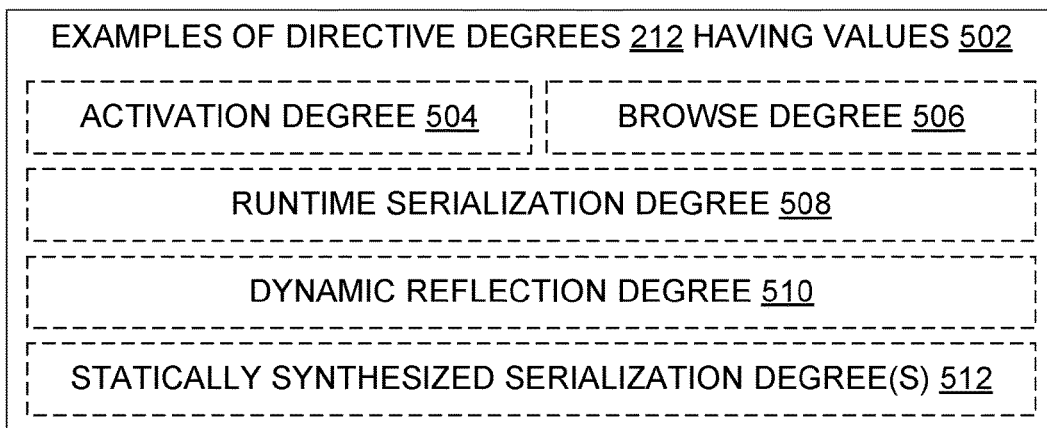 EXAMPLES OF DIRECTIVE DEGREES 212 HAVING VALUES 502
ACTIVATION DEGREE 504
BROWSE DEGREE 506
RUNTIME SERIALIZATION DEGREE 508
DYNAMIC REFLECTION DEGREE 510
STATICALLY SYNTHESIZED SERIALIZATION DEGREE(S) 512